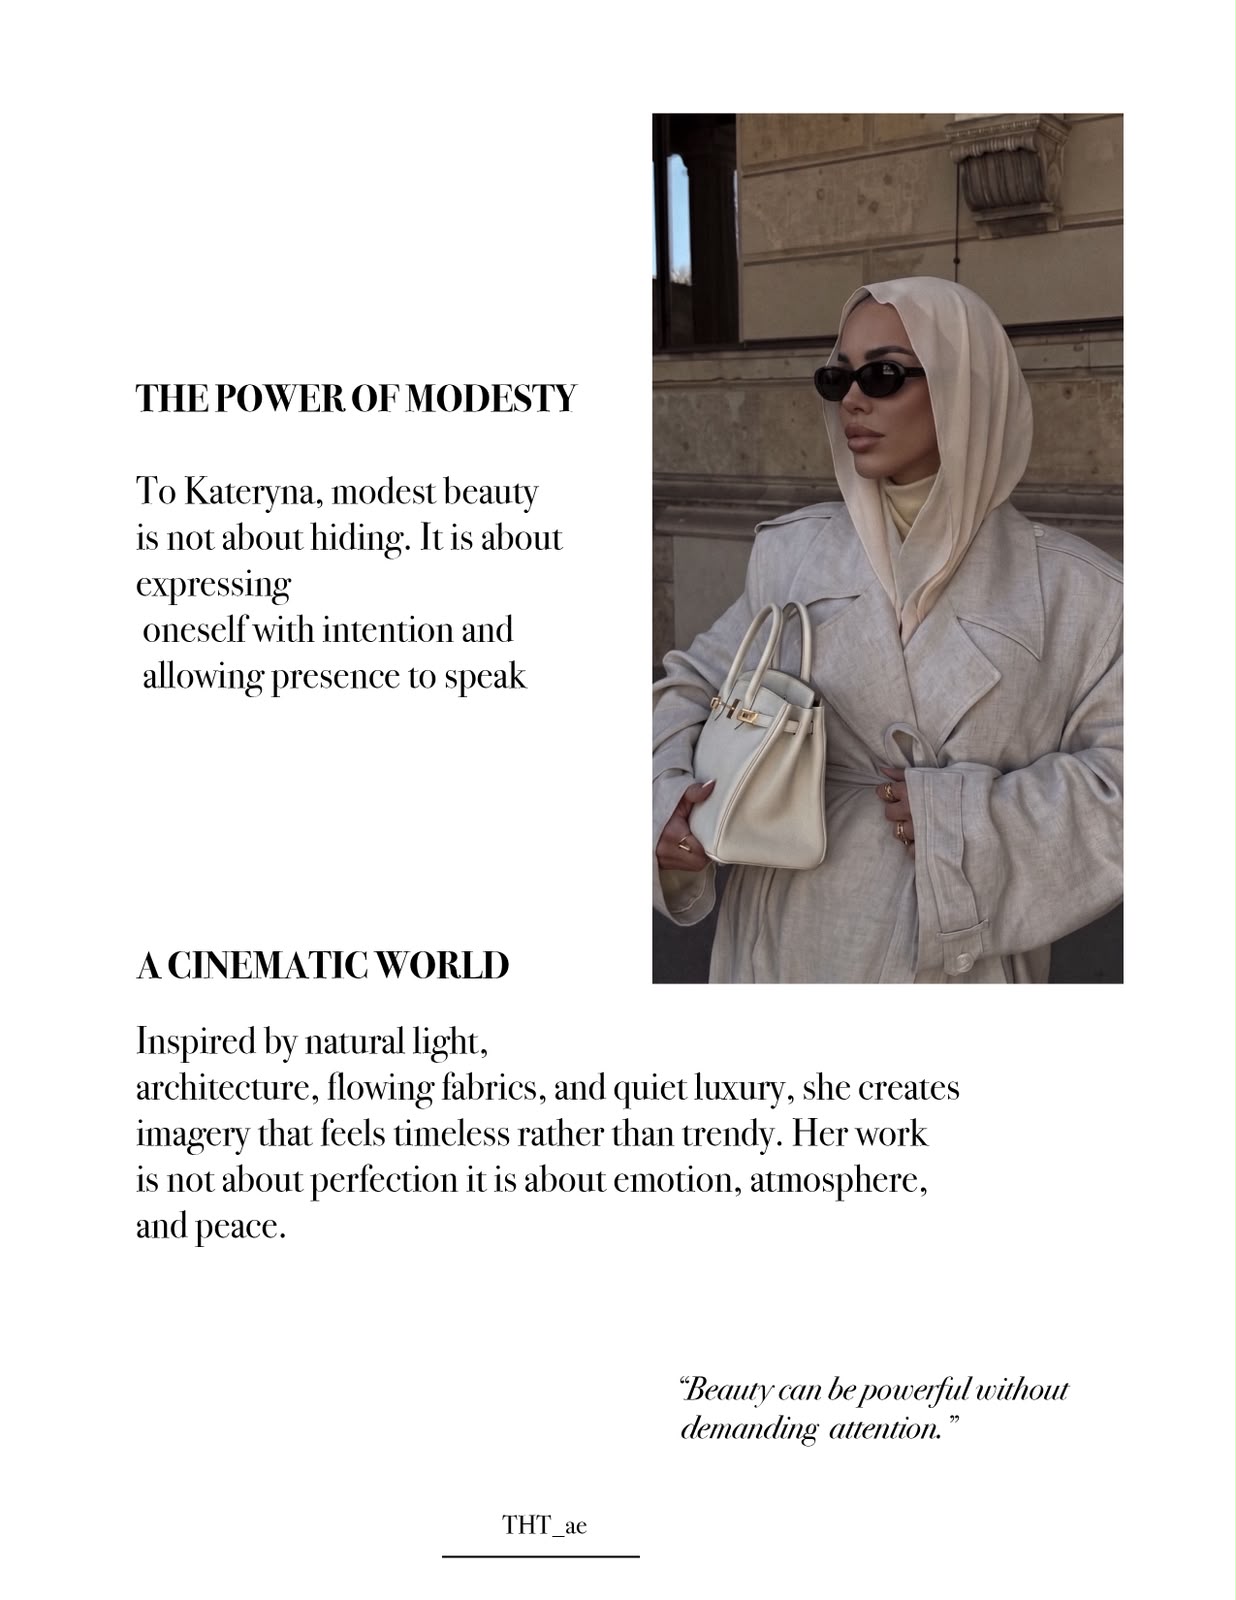 THE POWER OF MODESTY
To Kateryna, modest beauty
is not about hiding. It is about
expressing
oneself with intention and
allowing presence to speak
A CINEMATIC WORLD
Inspired by natural light,
architecture, flowing fabrics, and quiet luxury, she creates
imagery that feels timeless rather than trendy. Her work
is not about perfection it is about emotion, atmosphere,
and peace.
“Beauty can be powerful without
demanding attention.”
THT_ae